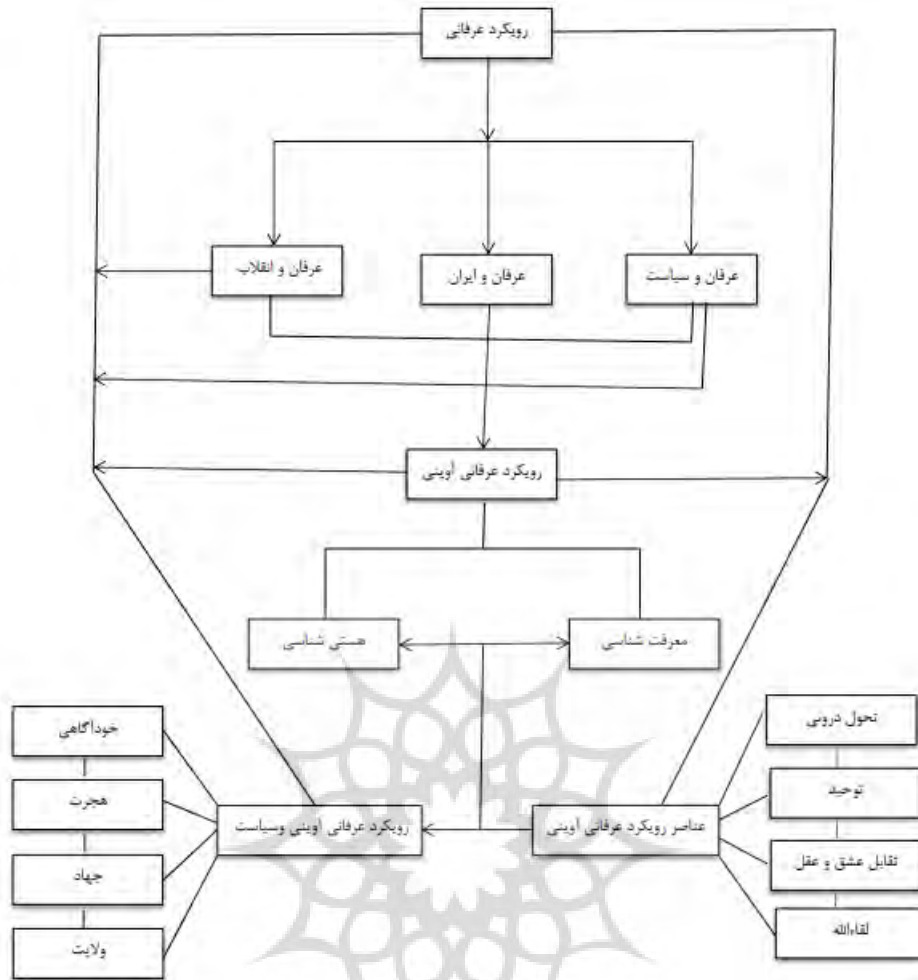 رویکرد عرفانی
عرفان و سیاست
عرفان و ایران
عرفان و انقلاب
رویکرد عرفانی آوینی
معرفت شناسی
هستی شناسی
تحول درونی
توحید
تقابل عشق و عقل
لقاءالله
عناصر رویکرد عرفانی آوینی
رویکرد عرفانی آوینی وسیاست
خودآگاهی
هجرت
جهاد
ولایت